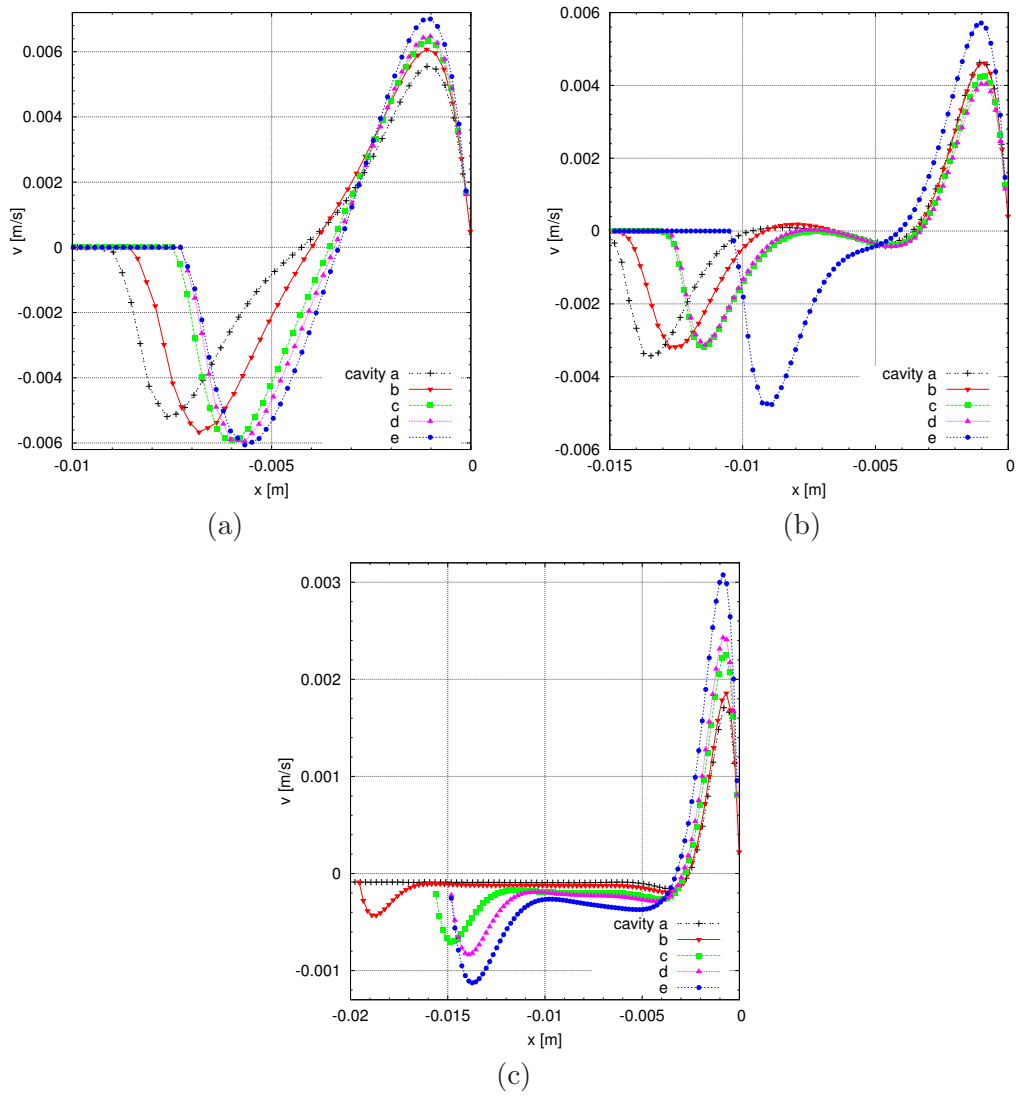 0.006
0.004
0.002
0
-0.002
-0.004
-0.006
v [m/s]
cavity a
b
c
d
e
-0.01
-0.005
0
x [m]
(a)
0.006
0.004
0.002
0
-0.002
-0.004
-0.006
v [m/s]
cavity a
b
c
d
e
-0.015
-0.01
-0.005
0
x [m]
(b)
0.003
0.002
0.001
0
-0.001
v [m/s]
cavity a
b
c
d
e
-0.02
-0.015
-0.01
-0.005
0
x [m]
(c)